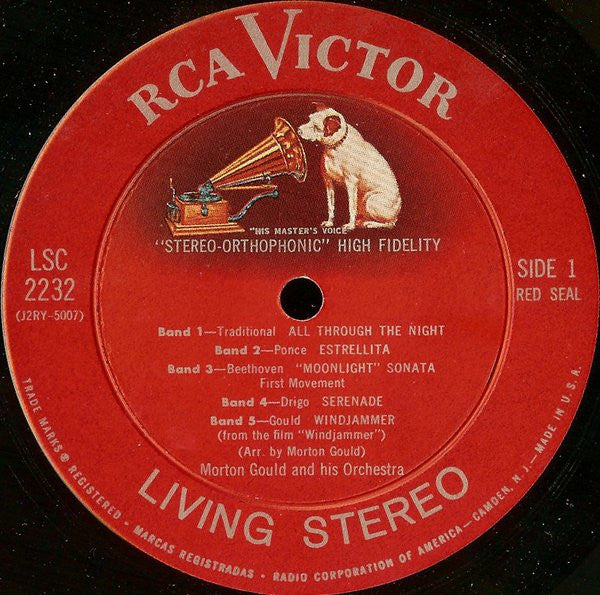 RCA VICTOR
"HIS MASTER'S VOICE"
"STEREO-ORTHOPHONIC" HIGH FIDELITY
LSC
2232
(J2RY-5007)
SIDE 1
RED SEAL
Band 1—Traditional ALL THROUGH THE NIGHT
Band 2—Ponce ESTRELLITA
Band 3—Beethoven "MOONLIGHT" SONATA
First Movement
Band 4—Drigo SERENADE
Band 5—Gould WINDJAMMER
(from the film "Windjammer")
(Arr. by Morton Gould)
Morton Gould and his Orchestra
LIVING STEREO
TRADE MARKS ® REGISTERED • MARCAS REGISTRADAS • RADIO CORPORATION OF AMERICA—CAMDEN, N. J.—MADE IN U.S.A.